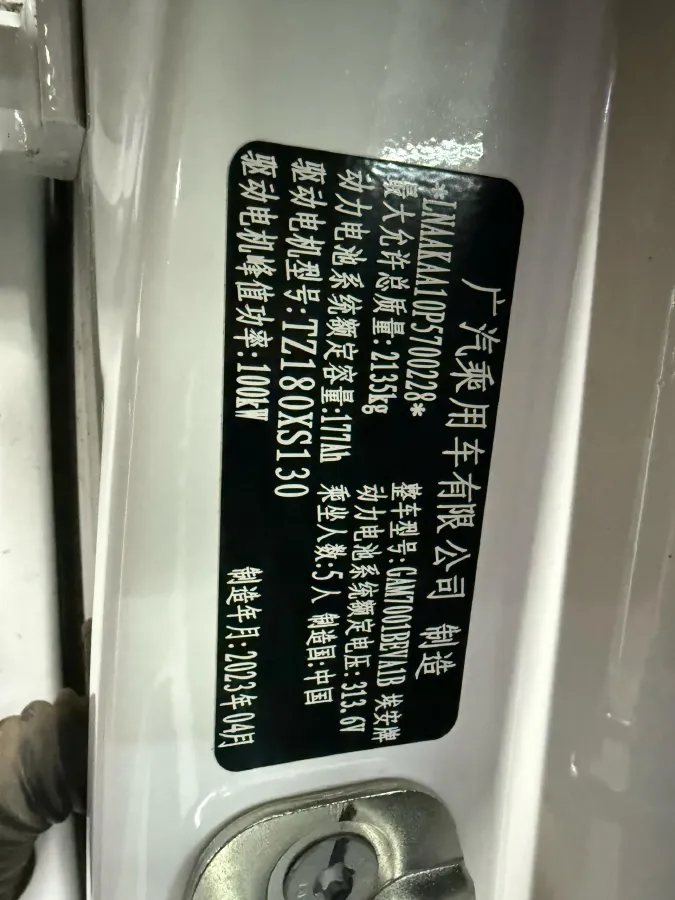 广汽乘用车有限公司 制造
*LNAAKAA10P5700228* 整车型号:GAM7001BEVA1B 埃安牌
最大允许总质量:2135kg 动力电池系统额定电压:313.6V
动力电池系统额定容量:177Ah 乘坐人数:5人 制造国:中国
驱动电机型号:TZ180XS130
驱动电机峰值功率:100kW 制造年月:2023年04月